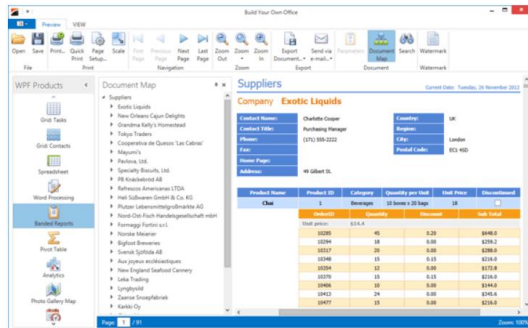 Build Your Own Office
Preview VIEW
Open Save Print... Quick Print Page Setup... Scale First Page Previous Page Next Page Last Page Zoom Out Zoom Zoom In Export Document... Send via e-mail... Parameters Document Map Search Watermark
File Print Navigation Zoom Export Document Watermark
WPF Products
Grid: Tasks
Grid: Contacts
Spreadsheet
Word Processing
Banded Reports
Pivot Table
Analytics
Photo Gallery Map
Document Map
Suppliers
Exotic Liquids
New Orleans Cajun Delights
Grandma Kelly's Homestead
Tokyo Traders
Cooperativa de Quesos 'Las Cabras'
Mayumi's
Pavlova, Ltd.
Specialty Biscuits, Ltd.
PB Knäckebröd AB
Refrescos Americanas LTDA
Heli Süßwaren GmbH & Co. KG
Plutzer Lebensmittelgroßmärkte AG
Nord-Ost-Fisch Handelsgesellschaft mbH
Formaggi Fortini s.r.l.
Norske Meierier
Bigfoot Breweries
Svensk Sjöföda AB
Aux joyeux ecclésiastiques
New England Seafood Cannery
Leka Trading
Lyngbysild
Zaanse Snoepfabriek
Karkki Oy
Suppliers
Current Date: Tuesday, 26 November 2013
Company Exotic Liquids
Contact Name: Charlotte Cooper Country: UK
Contact Title: Purchasing Manager Region:
Phone: (171) 555-2222 City: London
Fax: Postal Code: EC1 4SD
Home Page:
Address: 49 Gilbert St.
Product Name Product ID Category Quantity per Unit Unit Price Discontinued
Chai 1 Beverages 10 boxes x 20 bags 18
OrderID Quantity Discount Sub Total
Unit price: $14.4
10285 45 0.20 $648.0
10294 18 0.00 $259.2
10317 20 0.00 $288.0
10348 15 0.15 $216.0
10354 12 0.00 $172.8
10370 15 0.15 $216.0
10406 10 0.00 $144.0
10413 24 0.00 $345.6
10477 15 0.00 $216.0
Page: 1 / 91
Zoom: 100%